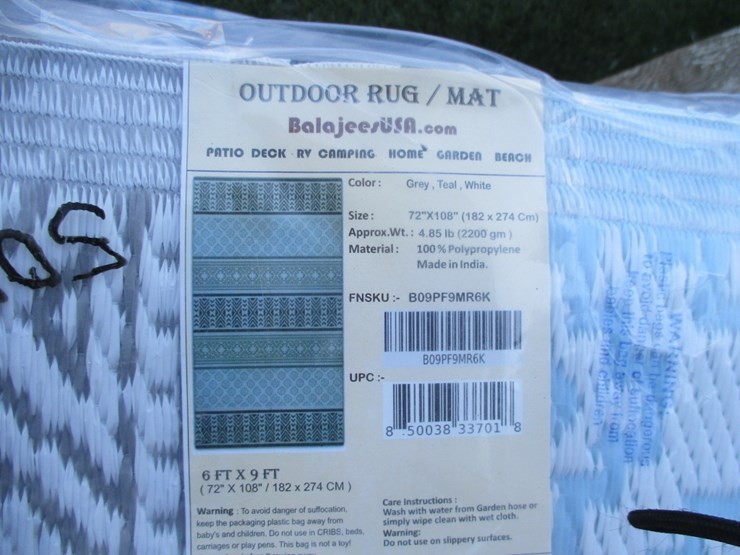 OUTDOOR RUG / MAT
BalajeesUSA.com
PATIO DECK RV CAMPING HOME GARDEN BEACH
Color: Grey, Teal, White
Size: 72"X108" (182 x 274 Cm)
Approx.Wt.: 4.85 lb (2200 gm)
Material: 100% Polypropylene
Made in India.
FNSKU :- B09PF9MR6K
B09PF9MR6K
UPC :-
8 50038 33701 8
6 FT X 9 FT
(72" X 108" / 182 x 274 CM)
Warning : To avoid danger of suffocation,
keep the packaging plastic bag away from
baby's and children. Do not use in CRIBS, beds,
carriages or play pens. This bag is not a toy!
Care Instructions :
Wash with water from Garden hose or
simply wipe clean with wet cloth.
Warning:
Do not use on slippery surfaces.
WARNING: